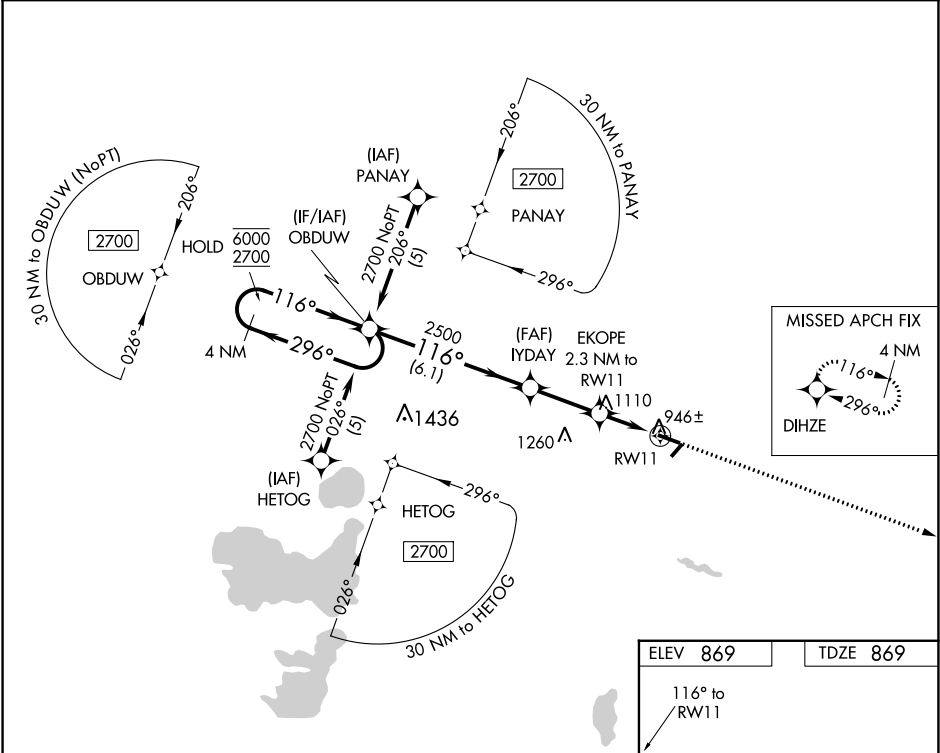 30 NM to OBDUW (NoPT)
206°
2700
OBDUW
026°
HOLD
6000
2700
4 NM
116°
296°
(IF/IAF)
OBDUW
(IAF)
PANAY
2700 NoPT
206°
(5)
206°
2700
PANAY
296°
30 NM to PANAY
2700 NoPT
026°
(5)
(IAF)
HETOG
2500
116°
(6.1)
(FAF)
IYDAY
EKOPE
2.3 NM to
RW11
1110
1436
1260
946±
RW11
MISSED APCH FIX
4 NM
116°
296°
DIHZE
296°
HETOG
2700
026°
30 NM to HETOG
ELEV 869
TDZE 869
116° to
RW11